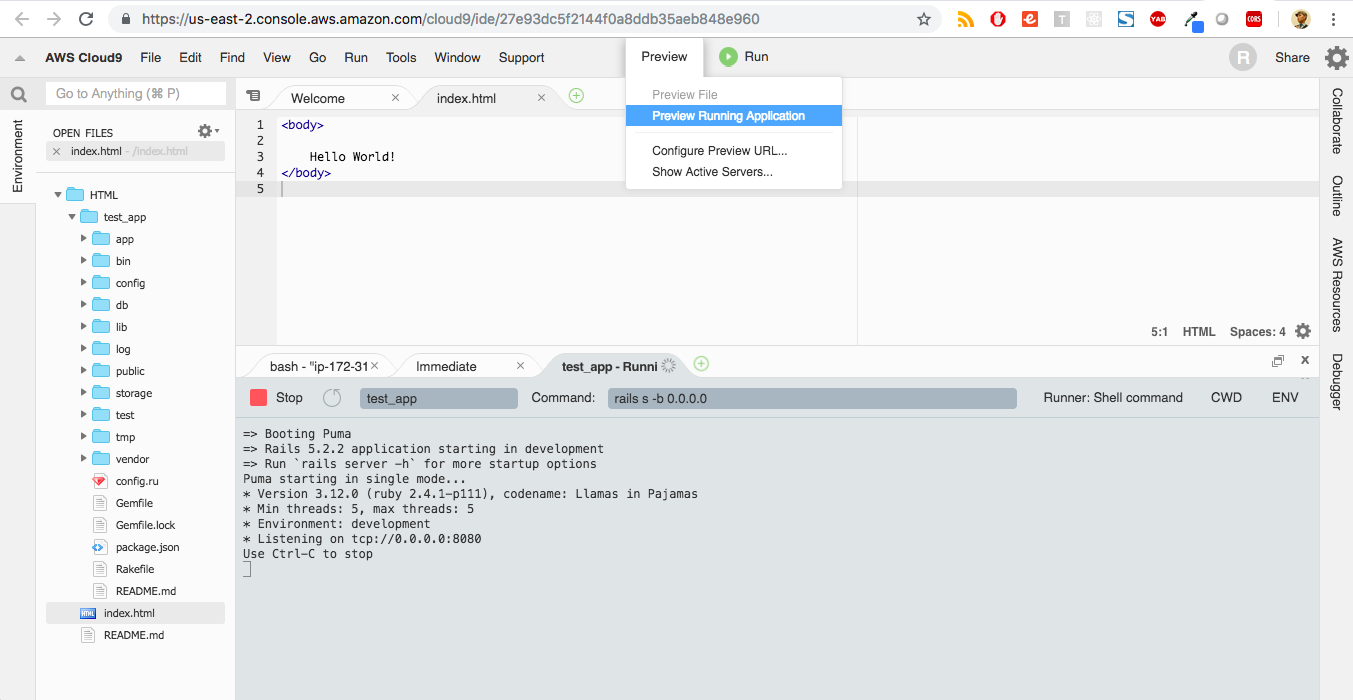 https://us-east-2.console.aws.amazon.com/cloud9/ide/27e93dc5f2144f0a8ddb35aeb848e960
T
YAB
CORS
AWS Cloud9 File Edit Find View Go Run Tools Window Support Preview Run R Share
Go to Anything (⌘ P)
Welcome
index.html
Preview File
Preview Running Application
Configure Preview URL...
Show Active Servers...
Environment
OPEN FILES
index.html - /index.html
HTML
test_app
app
bin
config
db
lib
log
public
storage
test
tmp
vendor
config.ru
Gemfile
Gemfile.lock
package.json
Rakefile
README.md
HTML index.html
README.md
1 <body>
2
3 Hello World!
4 </body>
5
5:1 HTML Spaces: 4
Collaborate
Outline
AWS Resources
Debugger
bash - "ip-172-31
Immediate
test_app - Runni
Stop test_app Command: rails s -b 0.0.0.0 Runner: Shell command CWD ENV
=> Booting Puma
=> Rails 5.2.2 application starting in development
=> Run `rails server -h` for more startup options
Puma starting in single mode...
* Version 3.12.0 (ruby 2.4.1-p111), codename: Llamas in Pajamas
* Min threads: 5, max threads: 5
* Environment: development
* Listening on tcp://0.0.0.0:8080
Use Ctrl-C to stop